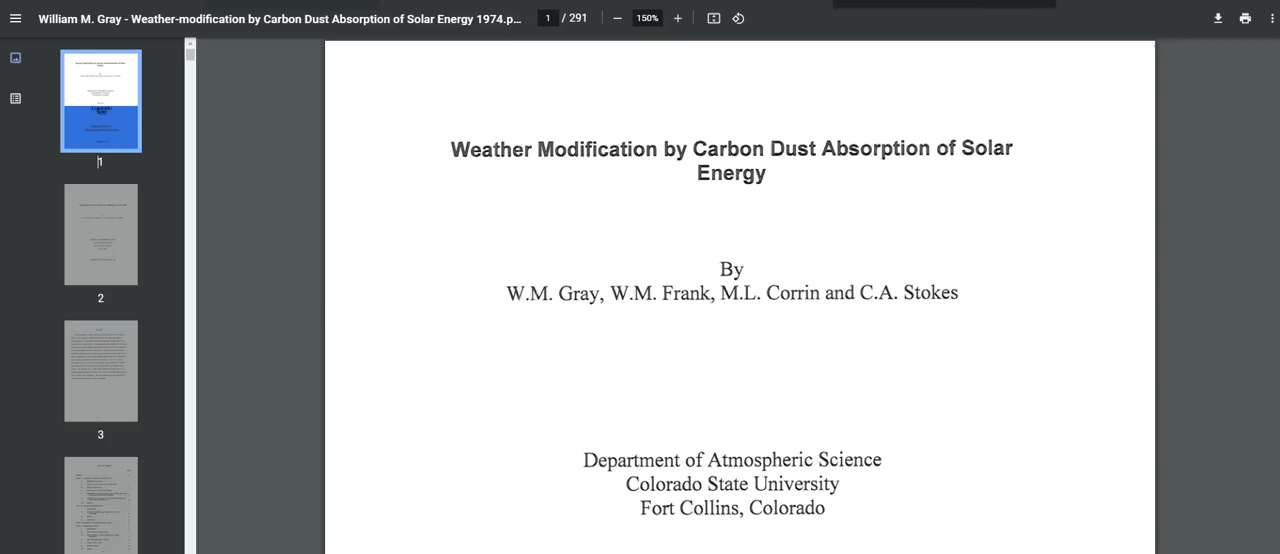 William M. Gray - Weather-modification by Carbon Dust Absorption of Solar Energy 1974.p...
1 / 291
150%
1
2
3
Weather Modification by Carbon Dust Absorption of Solar
Energy
By
W.M. Gray, W.M. Frank, M.L. Corrin and C.A. Stokes
Department of Atmospheric Science
Colorado State University
Fort Collins, Colorado